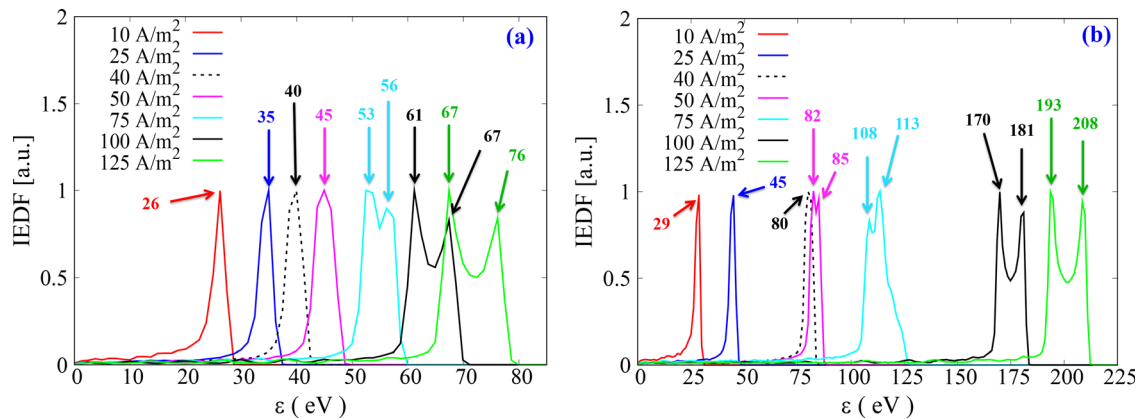 (a)
2
1.5
1
0.5
0
IEDF [a.u.]
10 A/m²
25 A/m²
40 A/m²
50 A/m²
75 A/m²
100 A/m²
125 A/m²
26
35
40
45
53
56
61
67
67
76
0 10 20 30 40 50 60 70 80
ε ( eV )
(b)
2
1.5
1
0.5
0
IEDF [a.u.]
10 A/m²
25 A/m²
40 A/m²
50 A/m²
75 A/m²
100 A/m²
125 A/m²
29
45
80
82
85
108
113
170
181
193
208
0 25 50 75 100 125 150 175 200 225
ε ( eV )